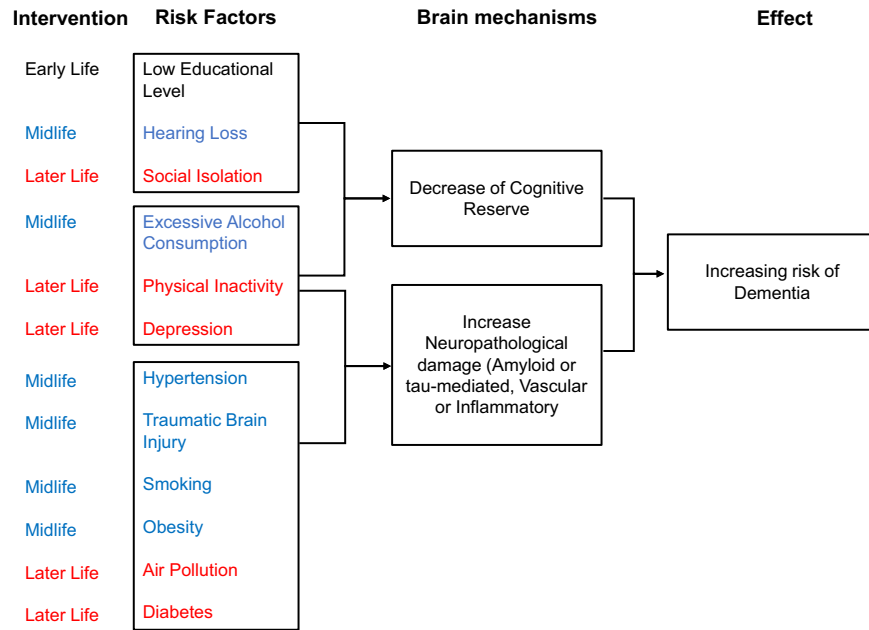 Intervention Risk Factors Brain mechanisms Effect
Early Life Low Educational
Level
Midlife Hearing Loss
Later Life Social Isolation
Midlife Excessive Alcohol
Consumption
Later Life Physical Inactivity
Later Life Depression
Midlife Hypertension
Midlife Traumatic Brain
Injury
Midlife Smoking
Midlife Obesity
Later Life Air Pollution
Later Life Diabetes
Decrease of Cognitive
Reserve
Increase
Neuropathological
damage (Amyloid or
tau-mediated, Vascular
or Inflammatory
Increasing risk of
Dementia